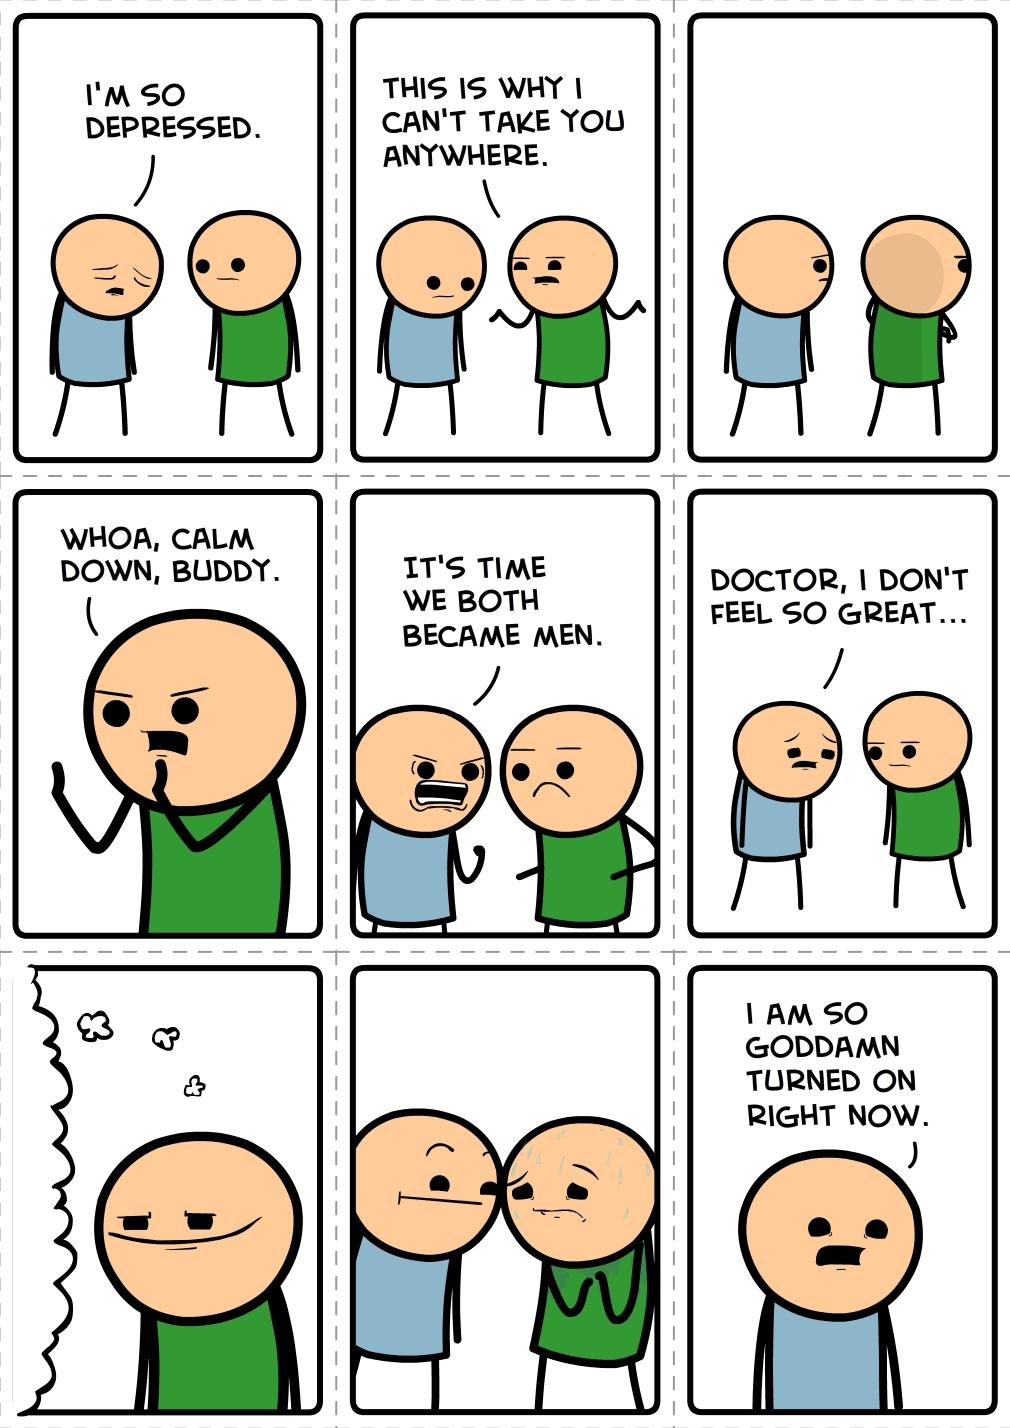 I'M SO
DEPRESSED.
THIS IS WHY I
CAN'T TAKE YOU
ANYWHERE.
WHOA, CALM
DOWN, BUDDY.
IT'S TIME
WE BOTH
BECAME MEN.
DOCTOR, I DON'T
FEEL SO GREAT...
I AM SO
GODDAMN
TURNED ON
RIGHT NOW.